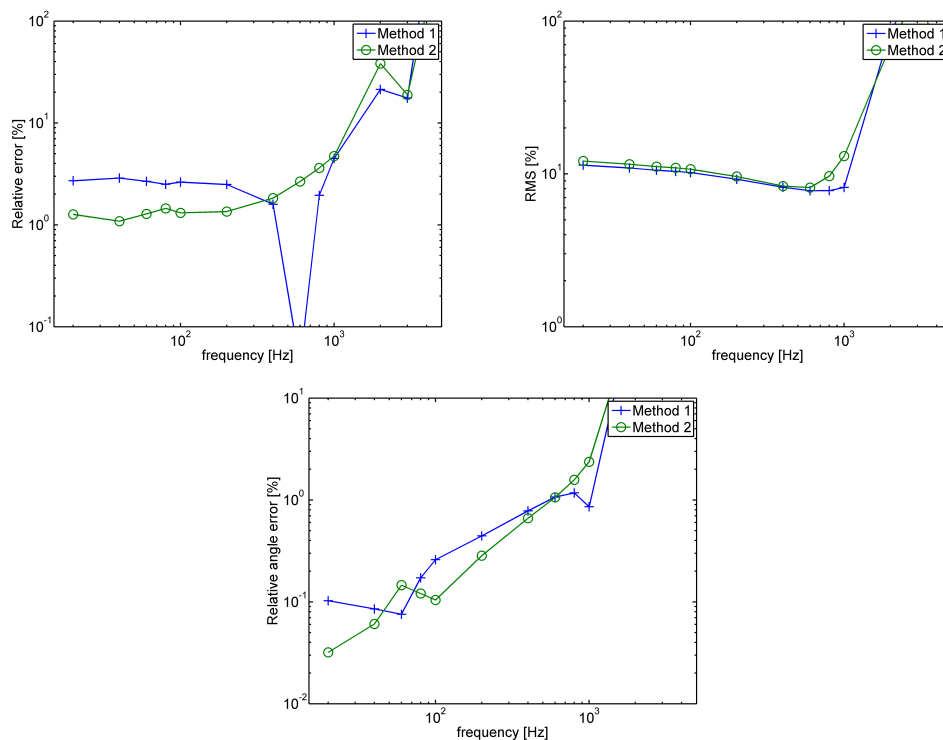 10^2
10^1
10^0
10^-1
Relative error [%]
10^2
10^3
frequency [Hz]
Method 1
Method 2
10^2
10^1
10^0
RMS [%]
10^2
10^3
frequency [Hz]
Method 1
Method 2
10^1
10^0
10^-1
10^-2
Relative angle error [%]
10^2
10^3
frequency [Hz]
Method 1
Method 2